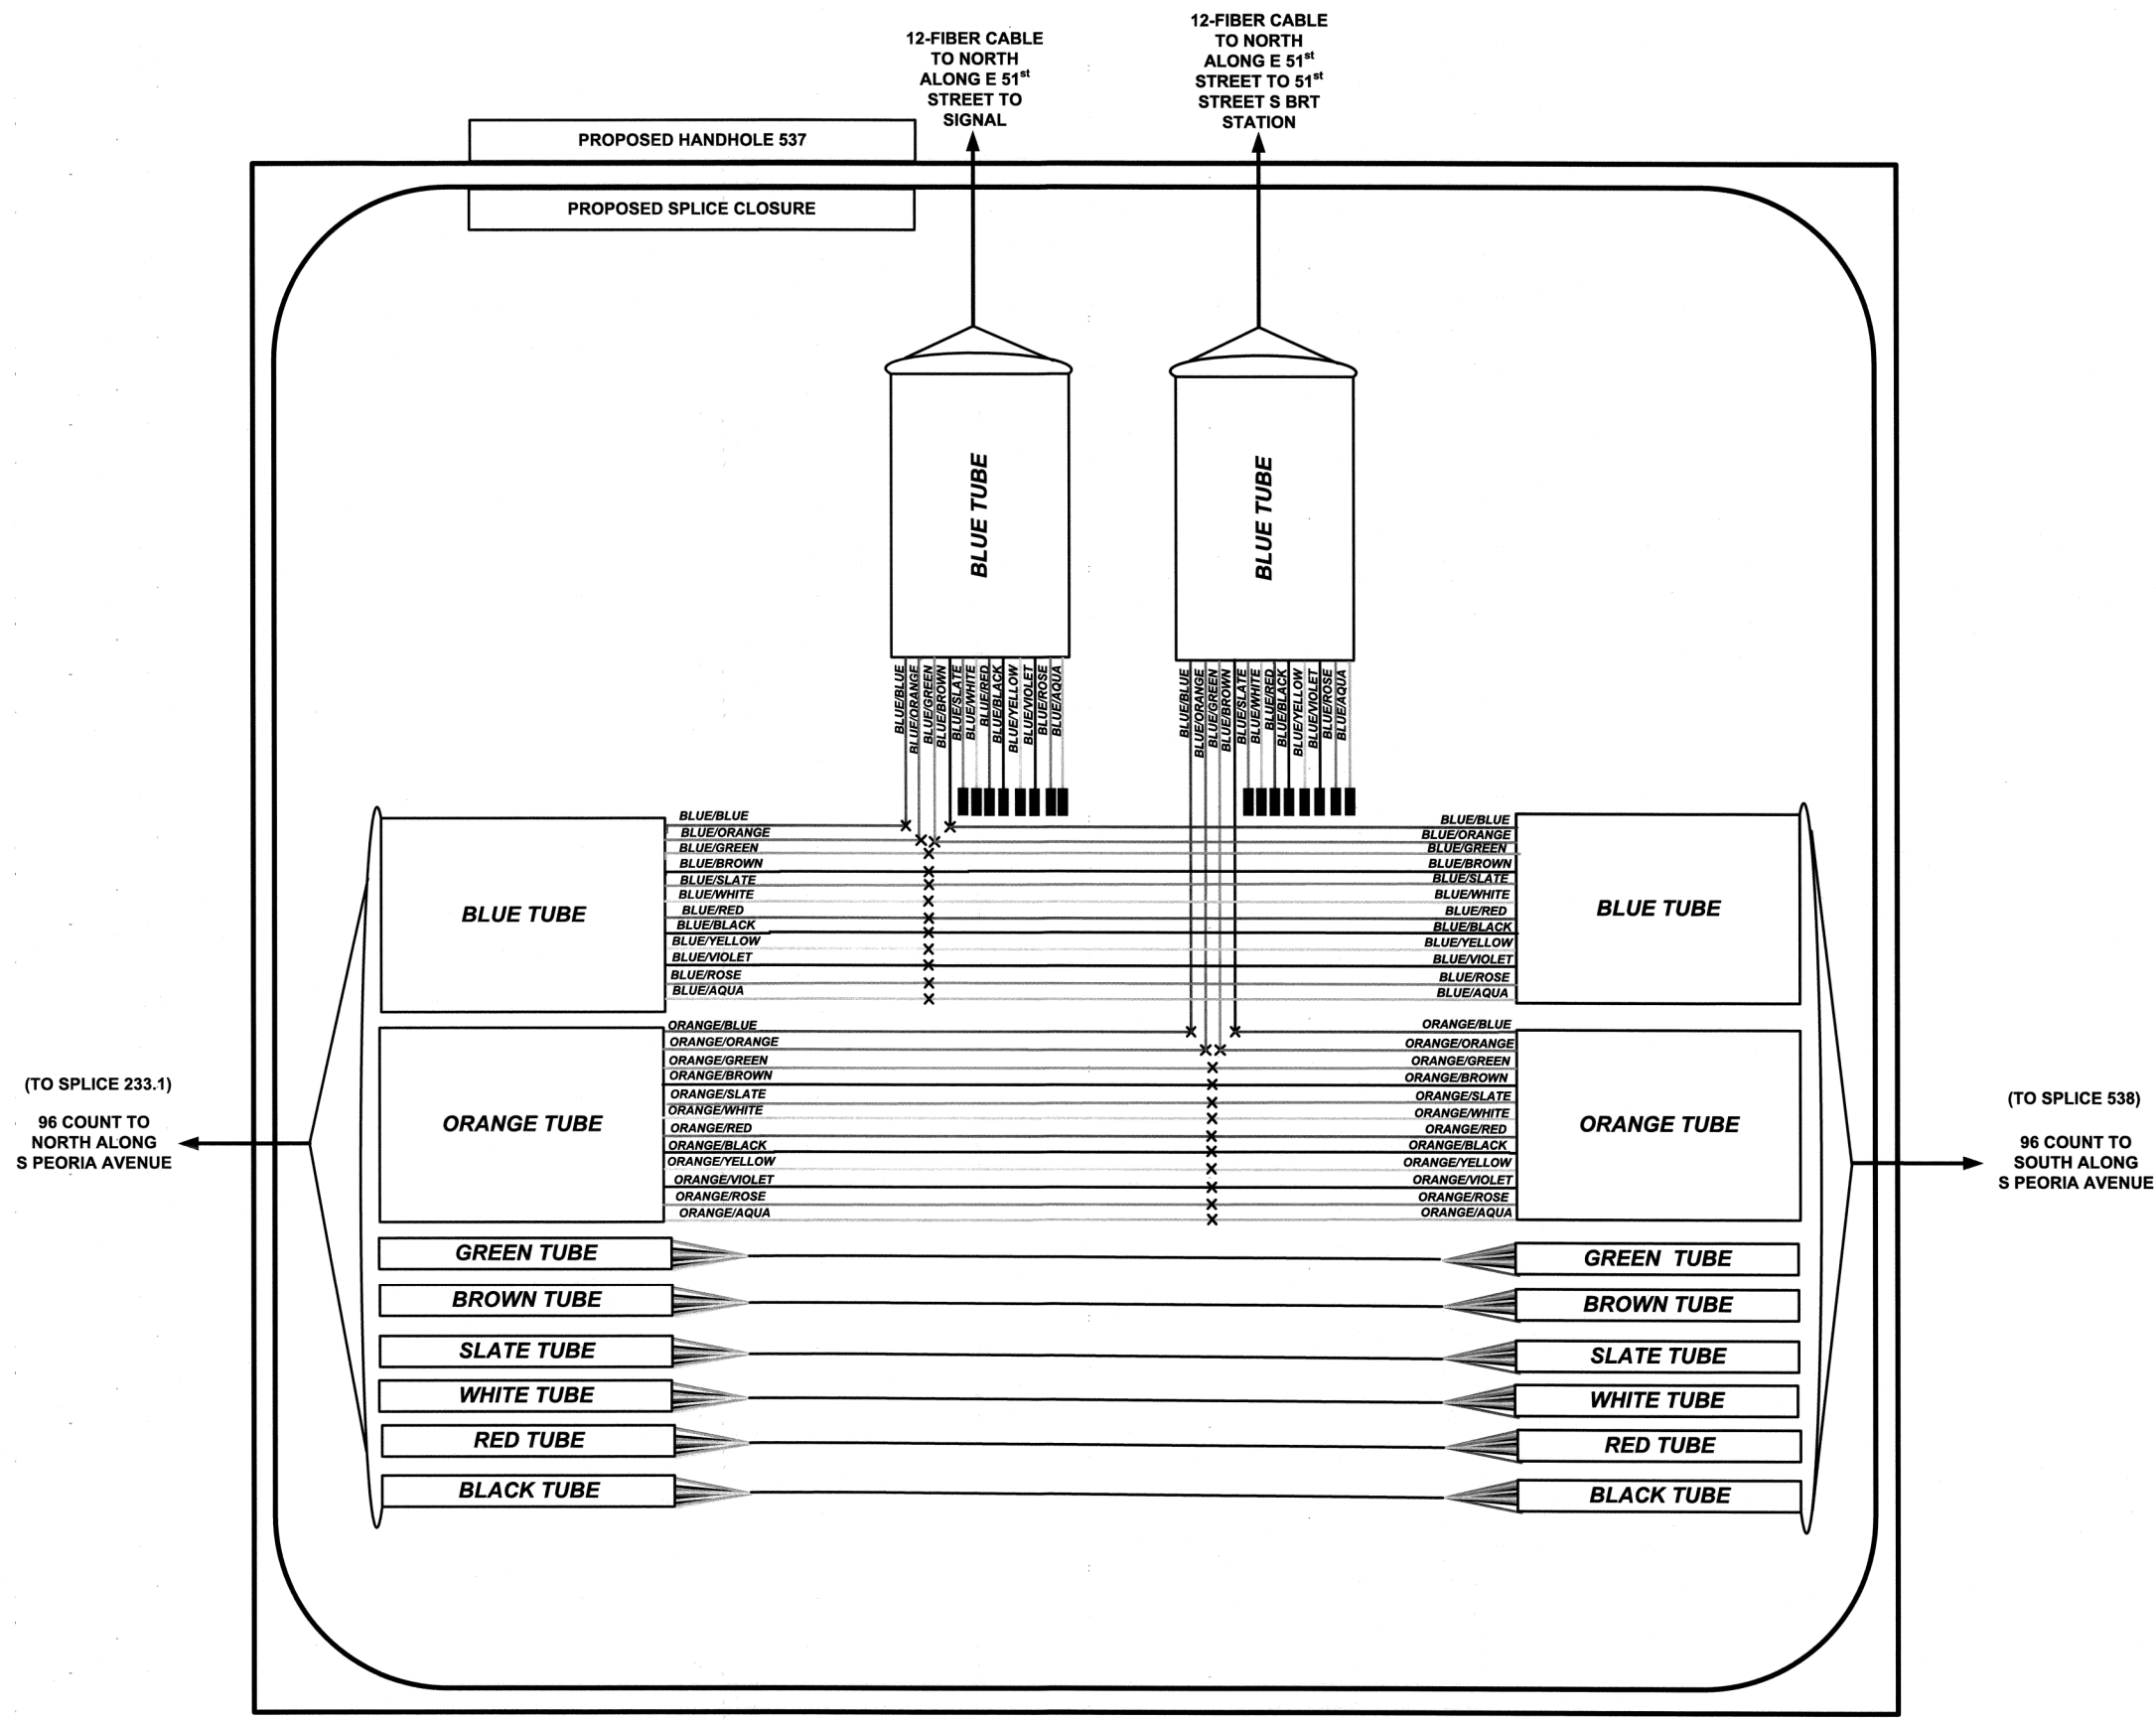 12-FIBER CABLE
TO NORTH
ALONG E 51st
STREET TO
SIGNAL
12-FIBER CABLE
TO NORTH
ALONG E 51st
STREET TO 51st
STREET S BRT
STATION
PROPOSED HANDHOLE 537
PROPOSED SPLICE CLOSURE
BLUE TUBE
BLUE TUBE
BLUE/BLUE
BLUE/ORANGE
BLUE/GREEN
BLUE/BROWN
BLUE/SLATE
BLUE/WHITE
BLUE/RED
BLUE/BLACK
BLUE/YELLOW
BLUE/VIOLET
BLUE/ROSE
BLUE/AQUA
BLUE/BLUE
BLUE/ORANGE
BLUE/GREEN
BLUE/BROWN
BLUE/SLATE
BLUE/WHITE
BLUE/RED
BLUE/BLACK
BLUE/YELLOW
BLUE/VIOLET
BLUE/ROSE
BLUE/AQUA
BLUE TUBE
BLUE/BLUE
BLUE/ORANGE
BLUE/GREEN
BLUE/BROWN
BLUE/SLATE
BLUE/WHITE
BLUE/RED
BLUE/BLACK
BLUE/YELLOW
BLUE/VIOLET
BLUE/ROSE
BLUE/AQUA
BLUE/BLUE
BLUE/ORANGE
BLUE/GREEN
BLUE/BROWN
BLUE/SLATE
BLUE/WHITE
BLUE/RED
BLUE/BLACK
BLUE/YELLOW
BLUE/VIOLET
BLUE/ROSE
BLUE/AQUA
BLUE TUBE
ORANGE TUBE
ORANGE/BLUE
ORANGE/ORANGE
ORANGE/GREEN
ORANGE/BROWN
ORANGE/SLATE
ORANGE/WHITE
ORANGE/RED
ORANGE/BLACK
ORANGE/YELLOW
ORANGE/VIOLET
ORANGE/ROSE
ORANGE/AQUA
ORANGE/BLUE
ORANGE/ORANGE
ORANGE/GREEN
ORANGE/BROWN
ORANGE/SLATE
ORANGE/WHITE
ORANGE/RED
ORANGE/BLACK
ORANGE/YELLOW
ORANGE/VIOLET
ORANGE/ROSE
ORANGE/AQUA
ORANGE TUBE
(TO SPLICE 233.1)
96 COUNT TO
NORTH ALONG
S PEORIA AVENUE
(TO SPLICE 538)
96 COUNT TO
SOUTH ALONG
S PEORIA AVENUE
GREEN TUBE
GREEN TUBE
BROWN TUBE
BROWN TUBE
SLATE TUBE
SLATE TUBE
WHITE TUBE
WHITE TUBE
RED TUBE
RED TUBE
BLACK TUBE
BLACK TUBE